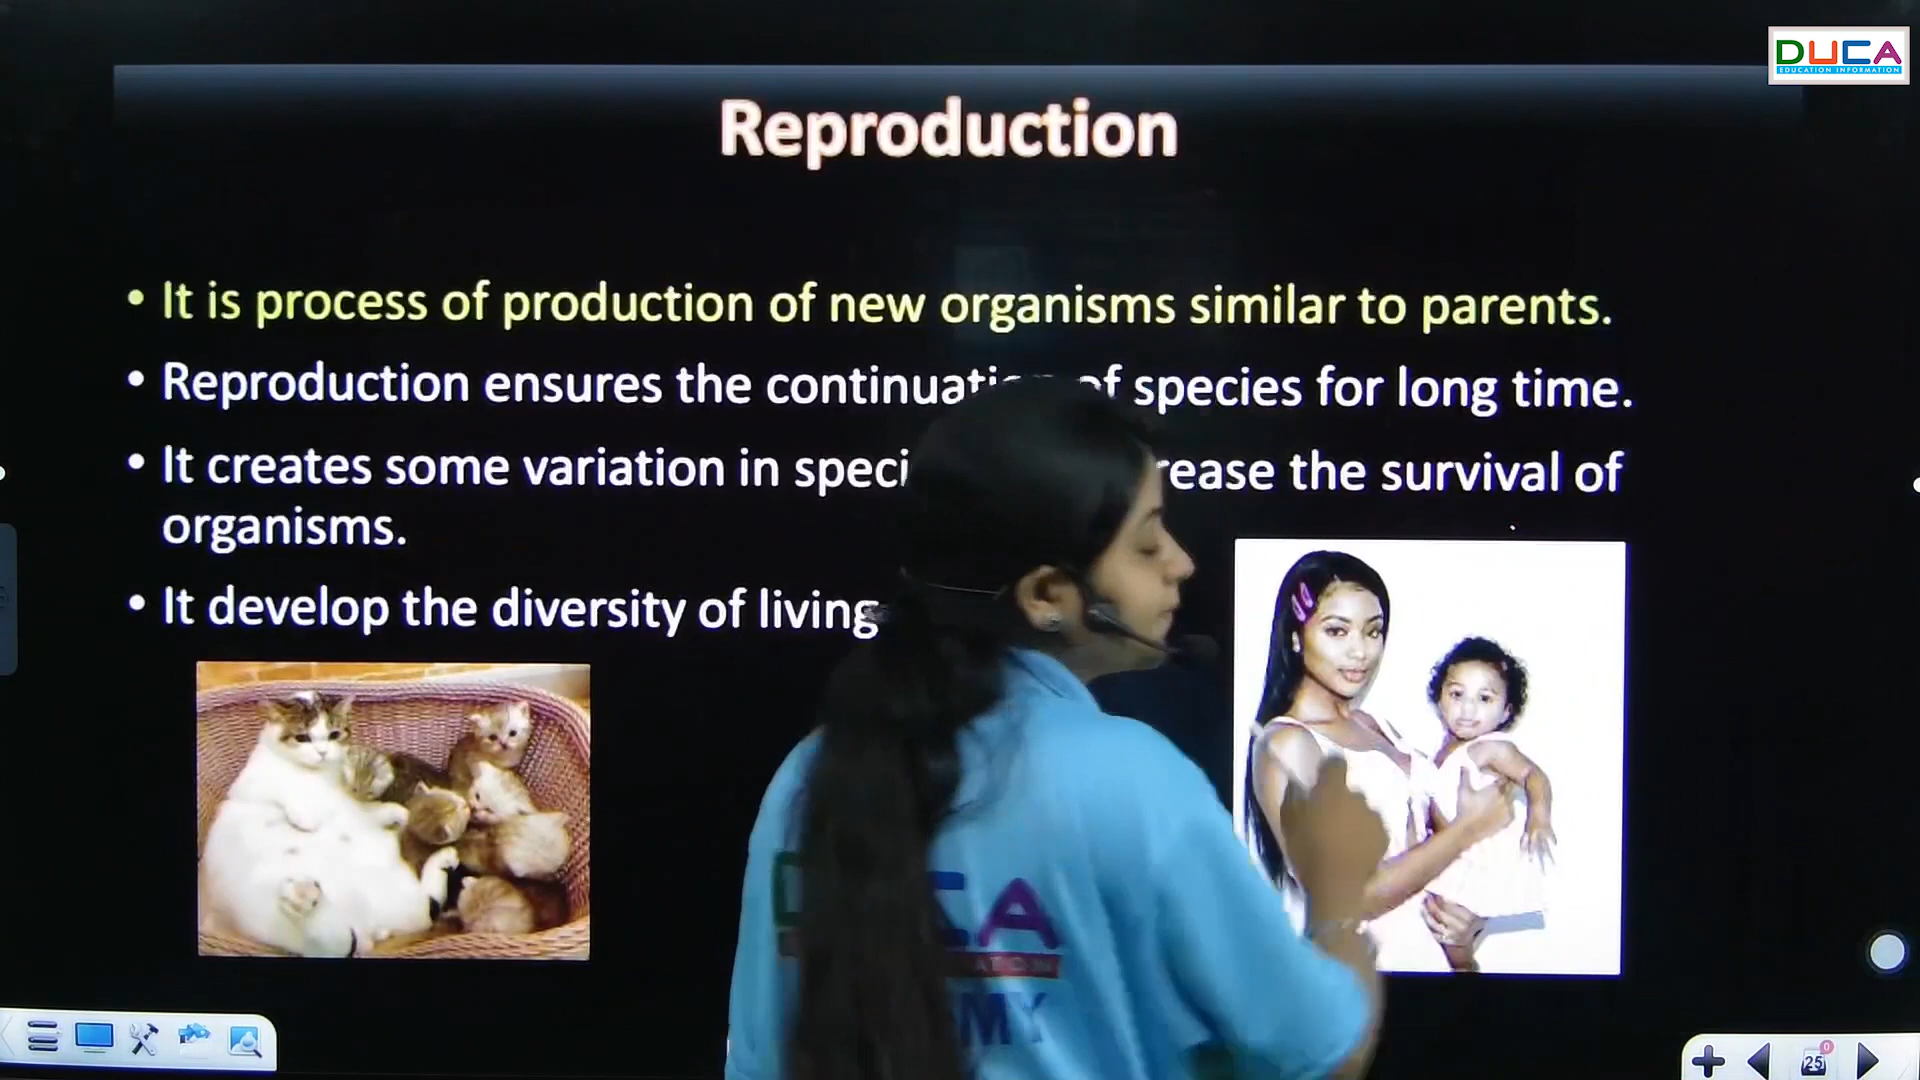 DUCA
EDUCATION INFORMATION
Reproduction
• It is process of production of new organisms similar to parents.
• Reproduction ensures the continuation of species for long time.
• It creates some variation in the survival of
organisms.
• It develop the diversity of living
25
0